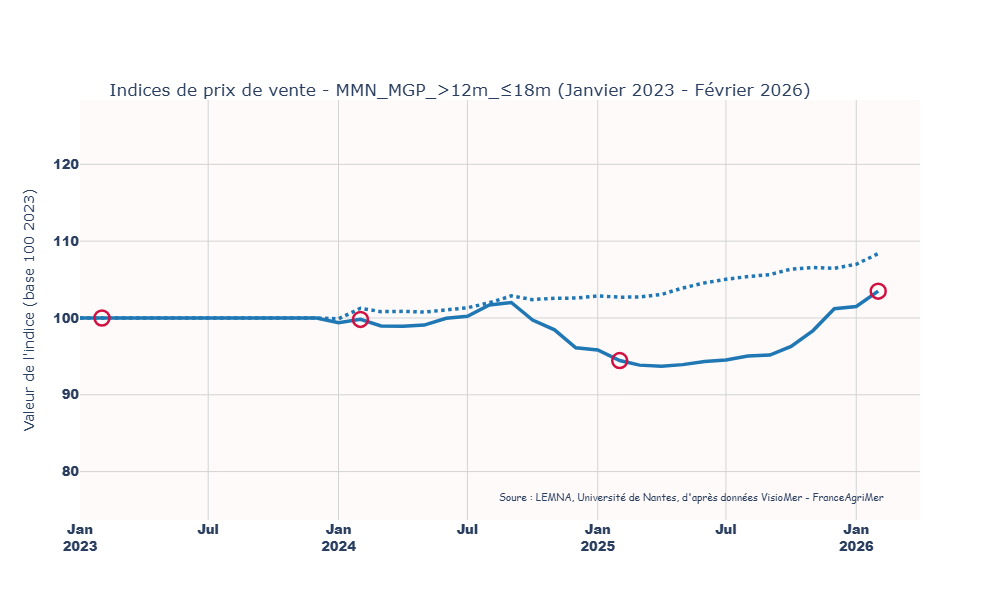 Indices de prix de vente - MMN_MGP_>12m_≤18m (Janvier 2023 - Février 2026)
Valeur de l'indice (base 100 2023)
120
110
100
90
80
Soure : LEMNA, Université de Nantes, d'après données VisioMer - FranceAgriMer
Jan
2023
Jul
Jan
2024
Jul
Jan
2025
Jul
Jan
2026